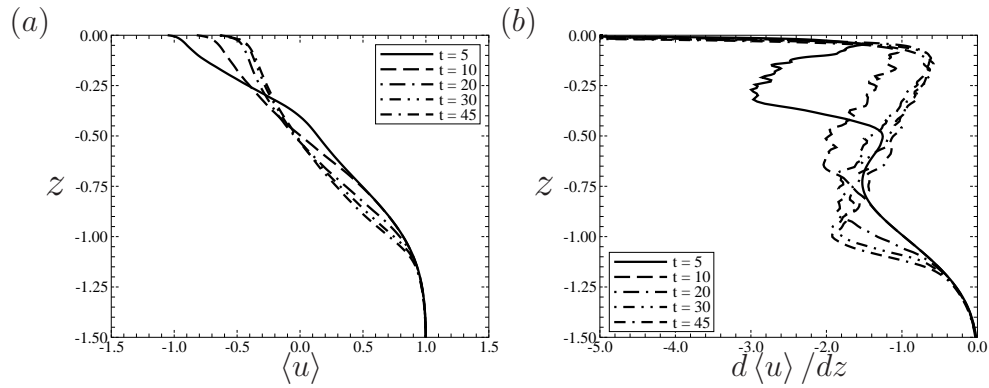 (a)
z
0.00
-0.25
-0.50
-0.75
-1.00
-1.25
-1.50
t = 5
t = 10
t = 20
t = 30
t = 45
1.5 -1.0 -0.5 0.0 0.5 1.0 1.5
⟨u⟩
(b)
z
0.00
-0.25
-0.50
-0.75
-1.00
-1.25
-1.50
t = 5
t = 10
t = 20
t = 30
t = 45
-5.0 -4.0 -3.0 -2.0 -1.0 0.0
d ⟨u⟩ /dz